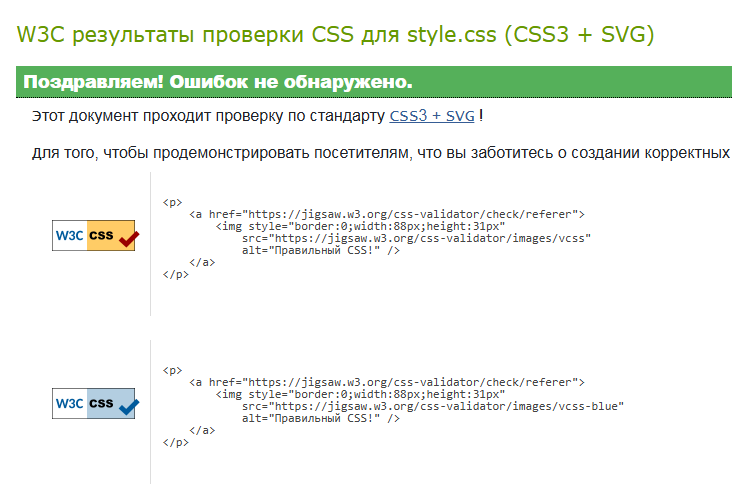 W3C результаты проверки CSS для style.css (CSS3 + SVG)
Поздравляем! Ошибок не обнаружено.
Этот документ проходит проверку по стандарту CSS3 + SVG !
Для того, чтобы продемонстрировать посетителям, что вы заботитесь о создании корректных
W3C CSS
<p>
<a href="https://jigsaw.w3.org/css-validator/check/referer">
<img style="border:0;width:88px;height:31px"
src="https://jigsaw.w3.org/css-validator/images/vcss"
alt="Правильный CSS!" />
</a>
</p>
W3C CSS
<p>
<a href="https://jigsaw.w3.org/css-validator/check/referer">
<img style="border:0;width:88px;height:31px"
src="https://jigsaw.w3.org/css-validator/images/vcss-blue"
alt="Правильный CSS!" />
</a>
</p>